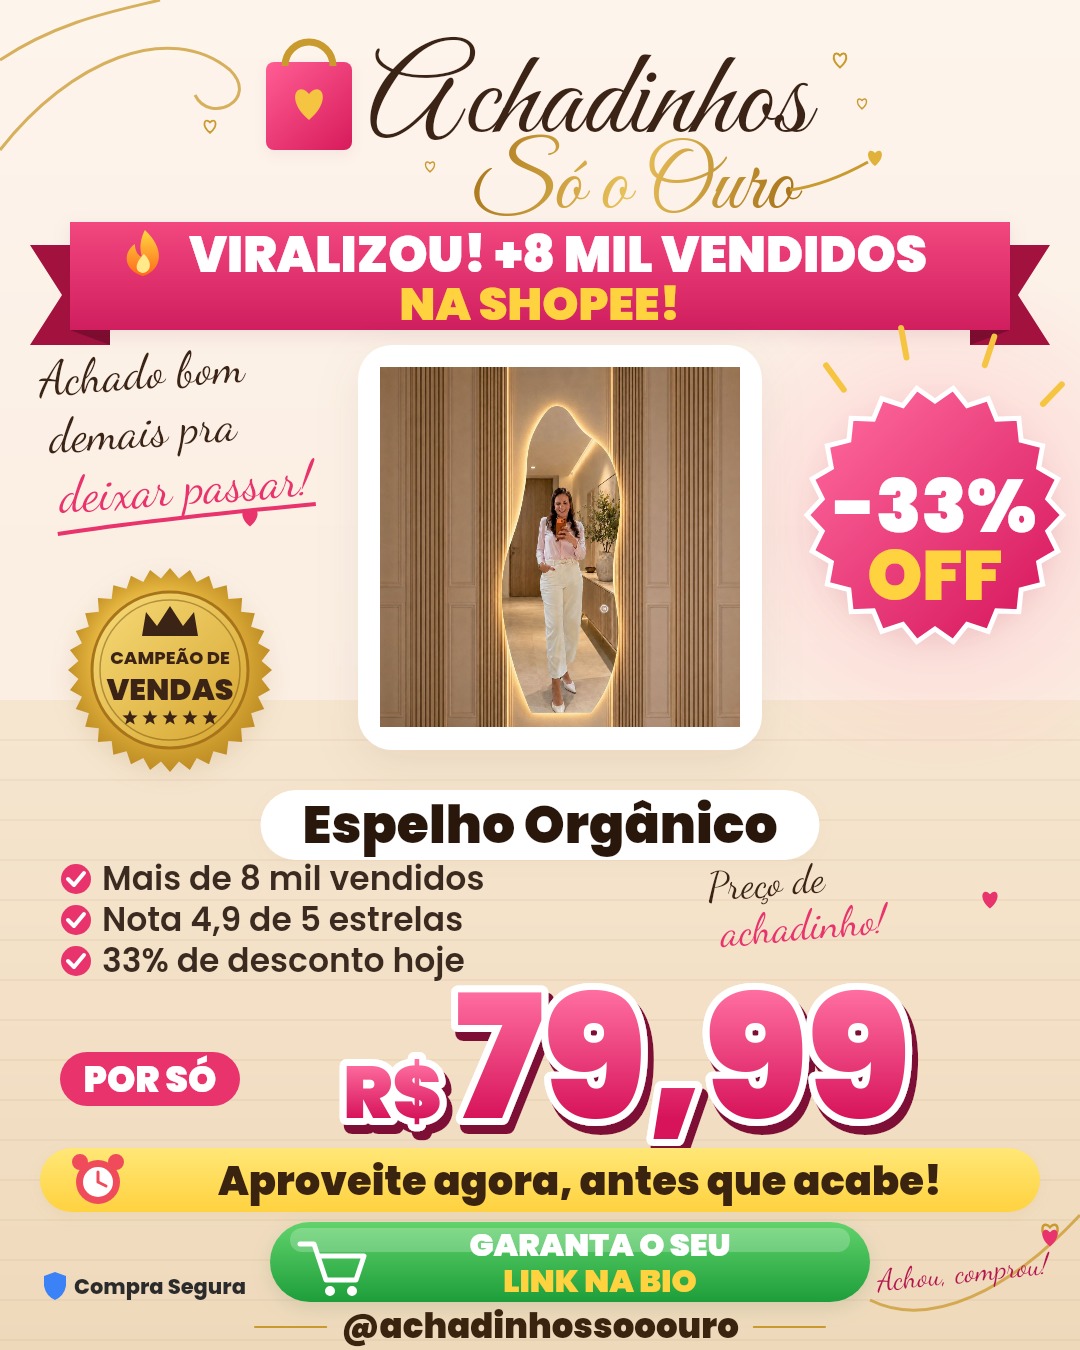 Achadinhos
Só o Ouro
VIRALIZOU! +8 MIL VENDIDOS
NA SHOPEE!
Achado bom
demais pra
deixar passar!
-33%
OFF
CAMPEÃO DE
VENDAS
Espelho Orgânico
Mais de 8 mil vendidos
Nota 4,9 de 5 estrelas
33% de desconto hoje
Preço de
achadinho!
POR SÓ
R$79,99
Aproveite agora, antes que acabe!
GARANTA O SEU
LINK NA BIO
Compra Segura
Achou, comprou!
@achadinhossooouro